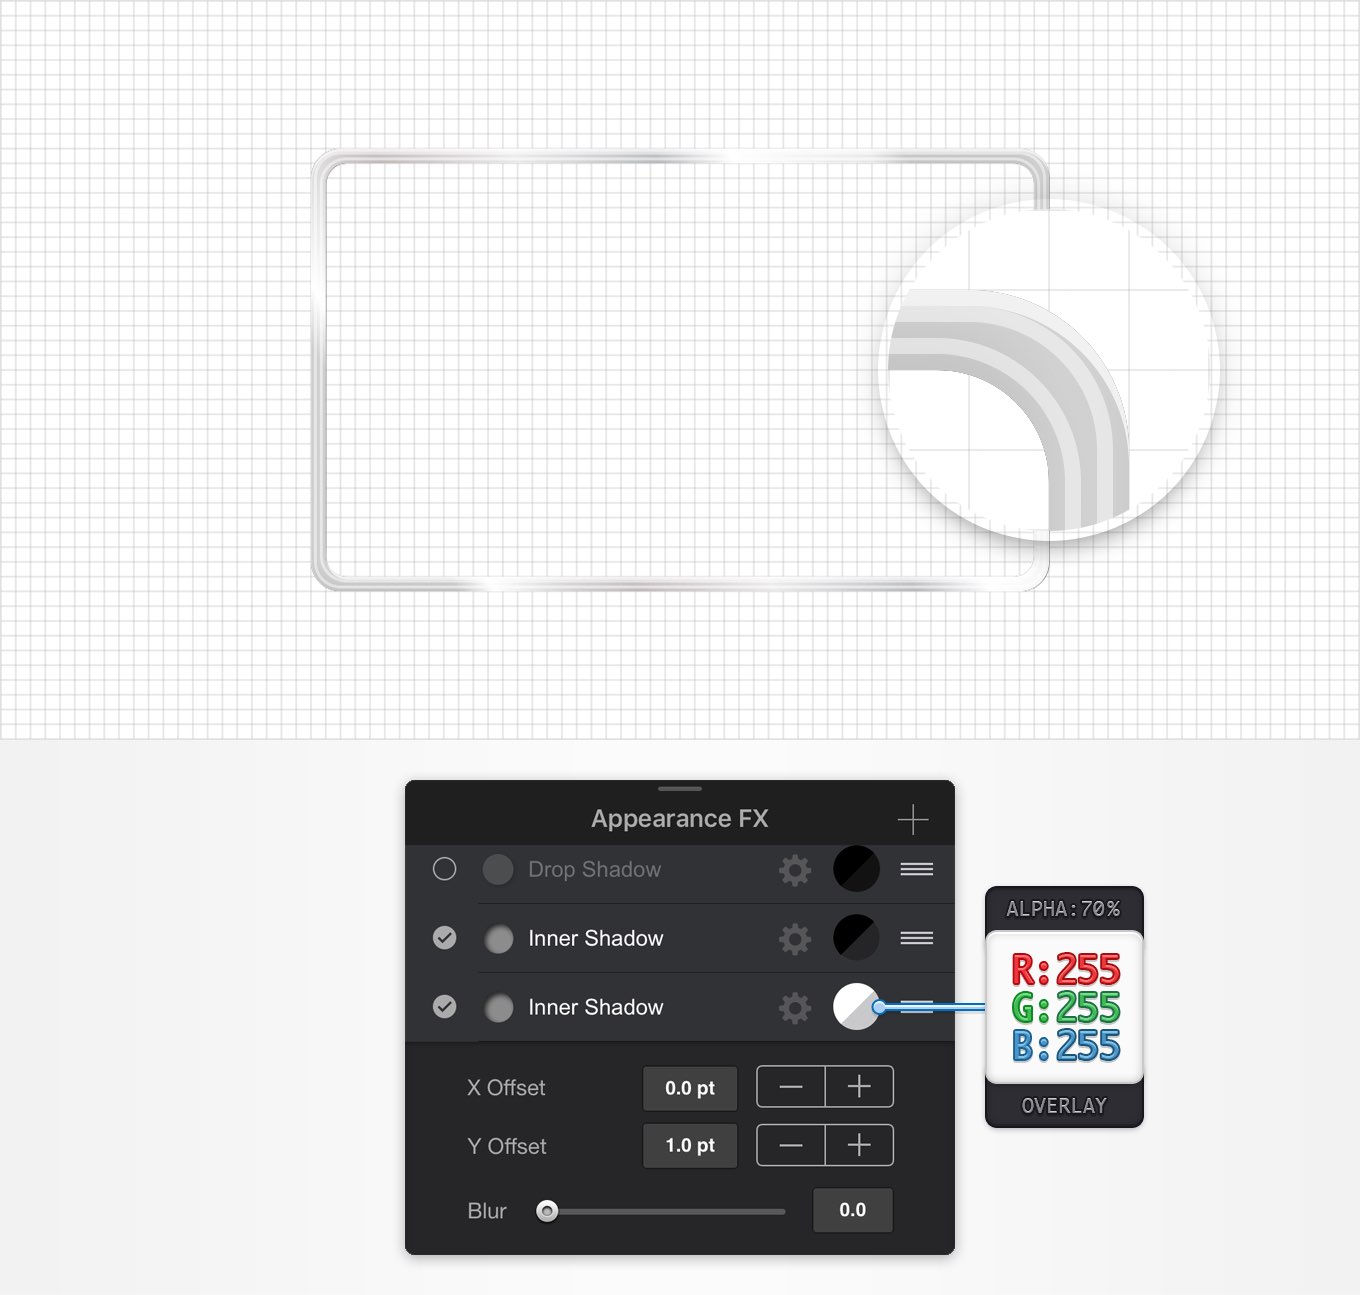 Appearance FX
Drop Shadow
Inner Shadow
Inner Shadow
X Offset 0.0 pt
Y Offset 1.0 pt
Blur 0.0
ALPHA:70%
R:255
G:255
B:255
OVERLAY